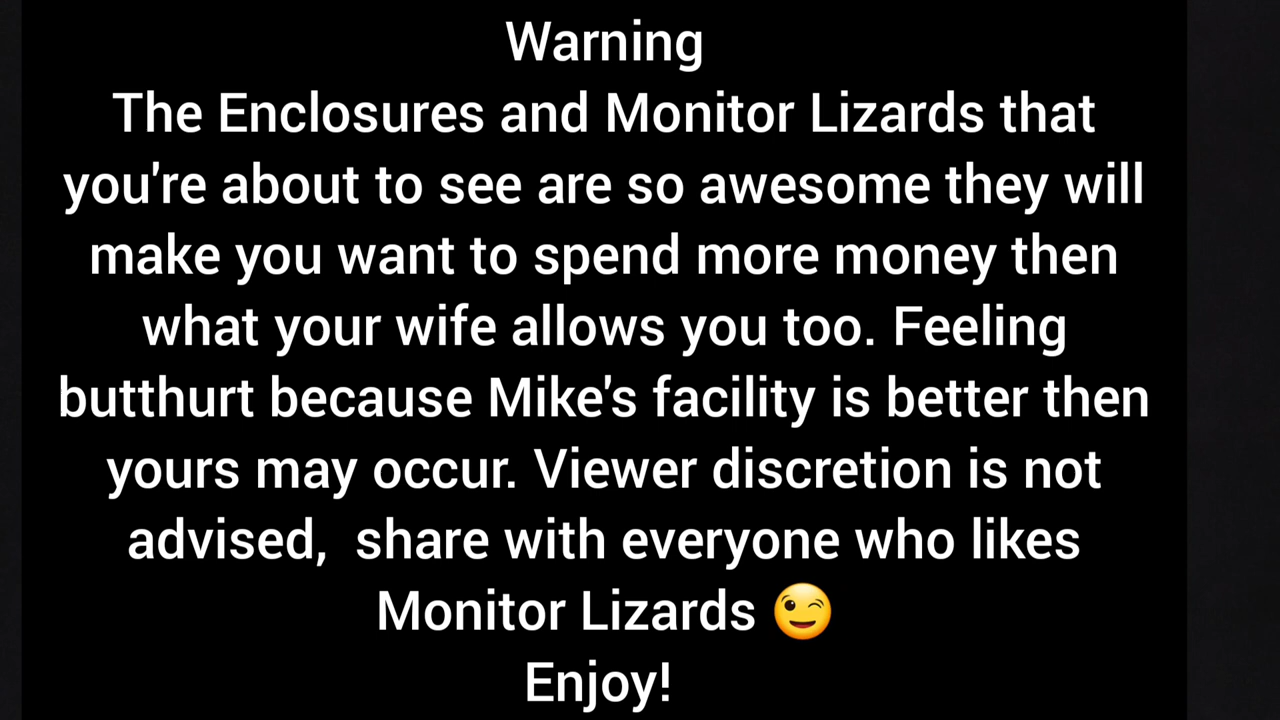 Warning
The Enclosures and Monitor Lizards that
you're about to see are so awesome they will
make you want to spend more money then
what your wife allows you too. Feeling
butthurt because Mike's facility is better then
yours may occur. Viewer discretion is not
advised,  share with everyone who likes
Monitor Lizards 😉
Enjoy!